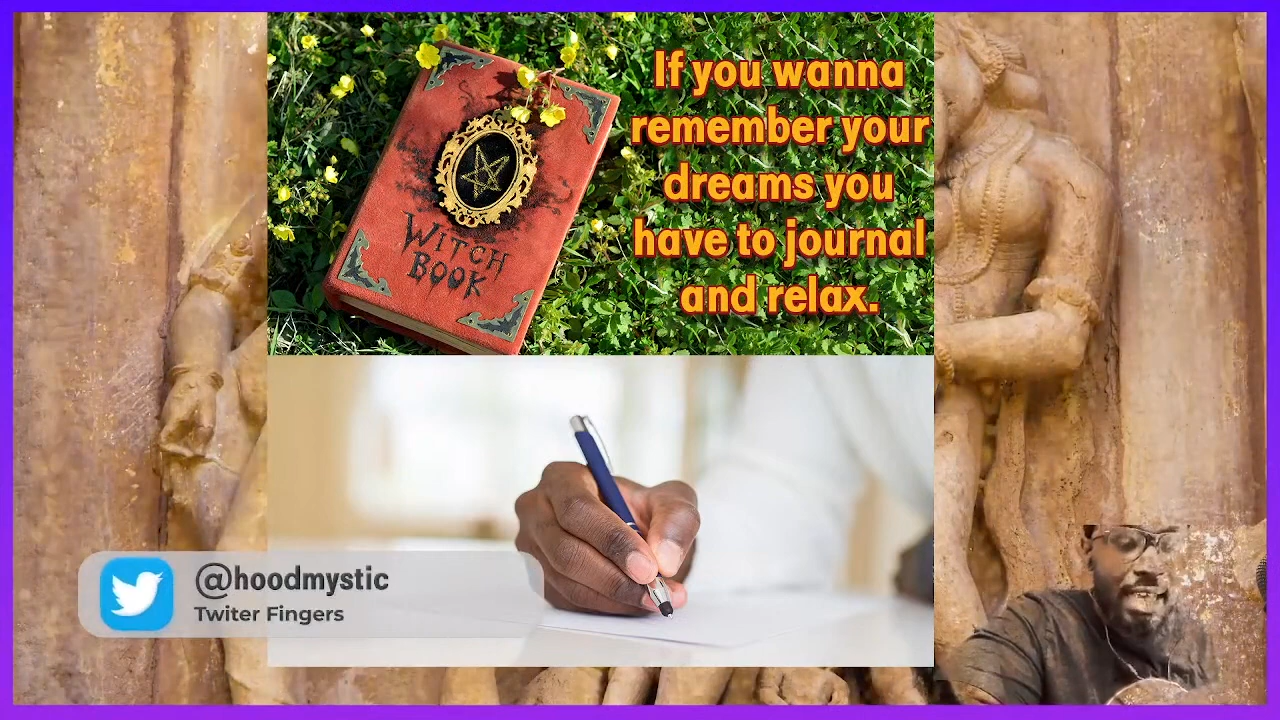 If you wanna
remember your
dreams you
have to journal
and relax.
WITCH
BOOK
@hoodmystic
Twiter Fingers